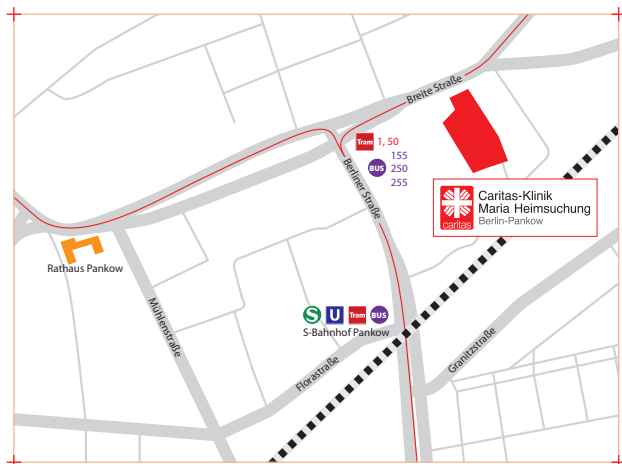 Breite Straße
Tram 1, 50
155
BUS 250
255
Berliner Straße
caritas
Caritas-Klinik
Maria Heimsuchung
Berlin-Pankow
Rathaus Pankow
Mühlenstraße
S U Tram BUS
S-Bahnhof Pankow
Florastraße
Granitzstraße